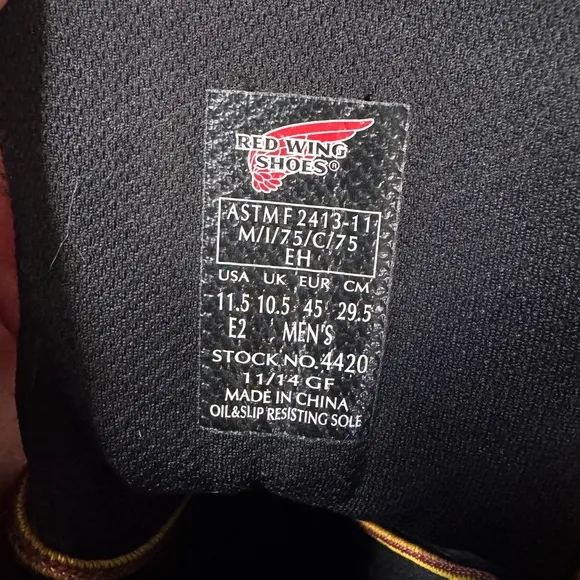 RED WING
SHOES®
ASTM F 2413-11
M/I/75/C/75
EH
USA UK EUR CM
11.5 10.5 45 29.5
E2 MEN'S
STOCK NO. 4420
11/14 GF
MADE IN CHINA
OIL&SLIP RESISTING SOLE